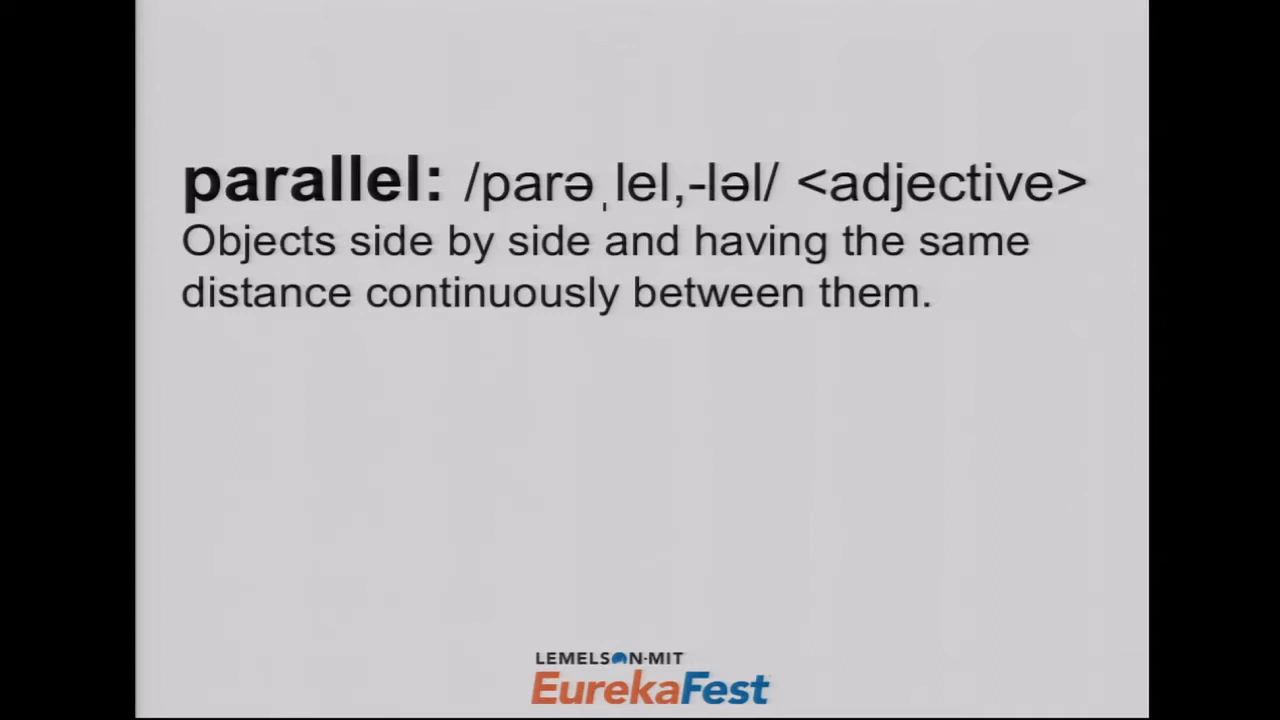 parallel: /parəˌlel,-ləl/ <adjective>
Objects side by side and having the same
distance continuously between them.
LEMELSON-MIT
EurekaFest